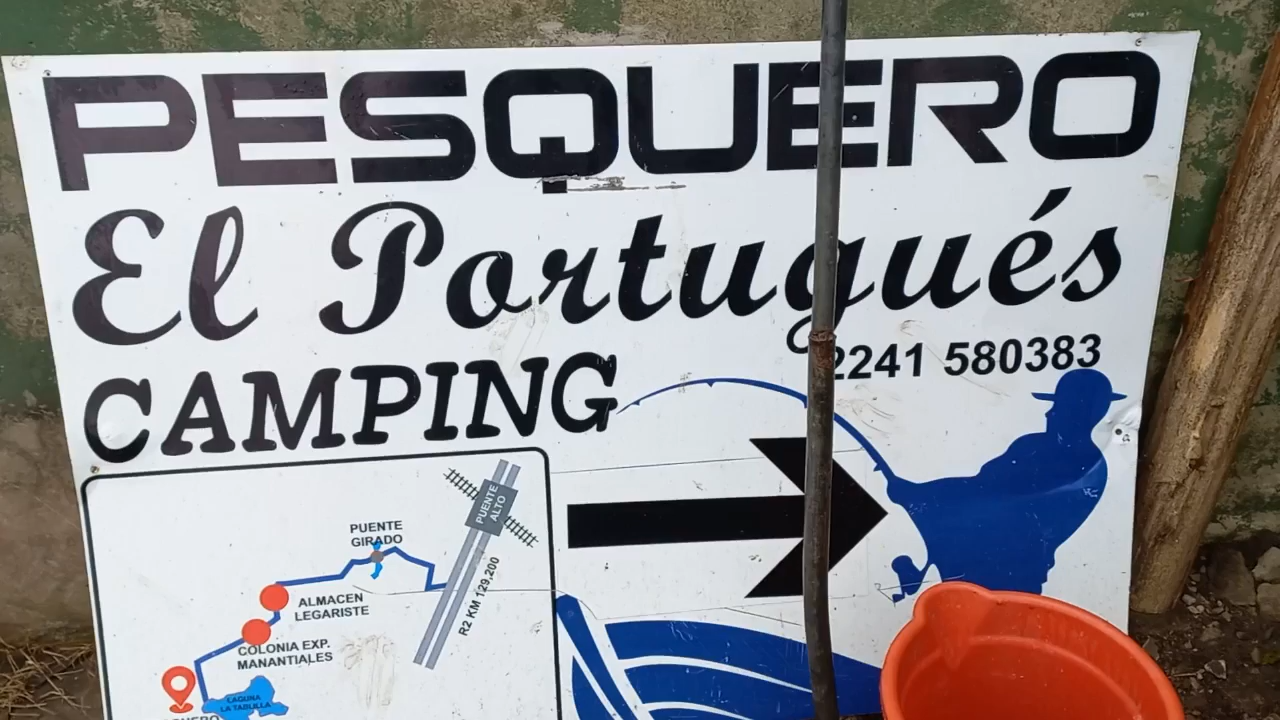 PESQUERO
El Portugués
2241 580383
CAMPING
PUENTE ALTO
PUENTE
GIRADO
R2 KM 129,200
ALMACEN
LEGARISTE
COLONIA EXP.
MANANTIALES
LAGUNA
LA TABLILLA